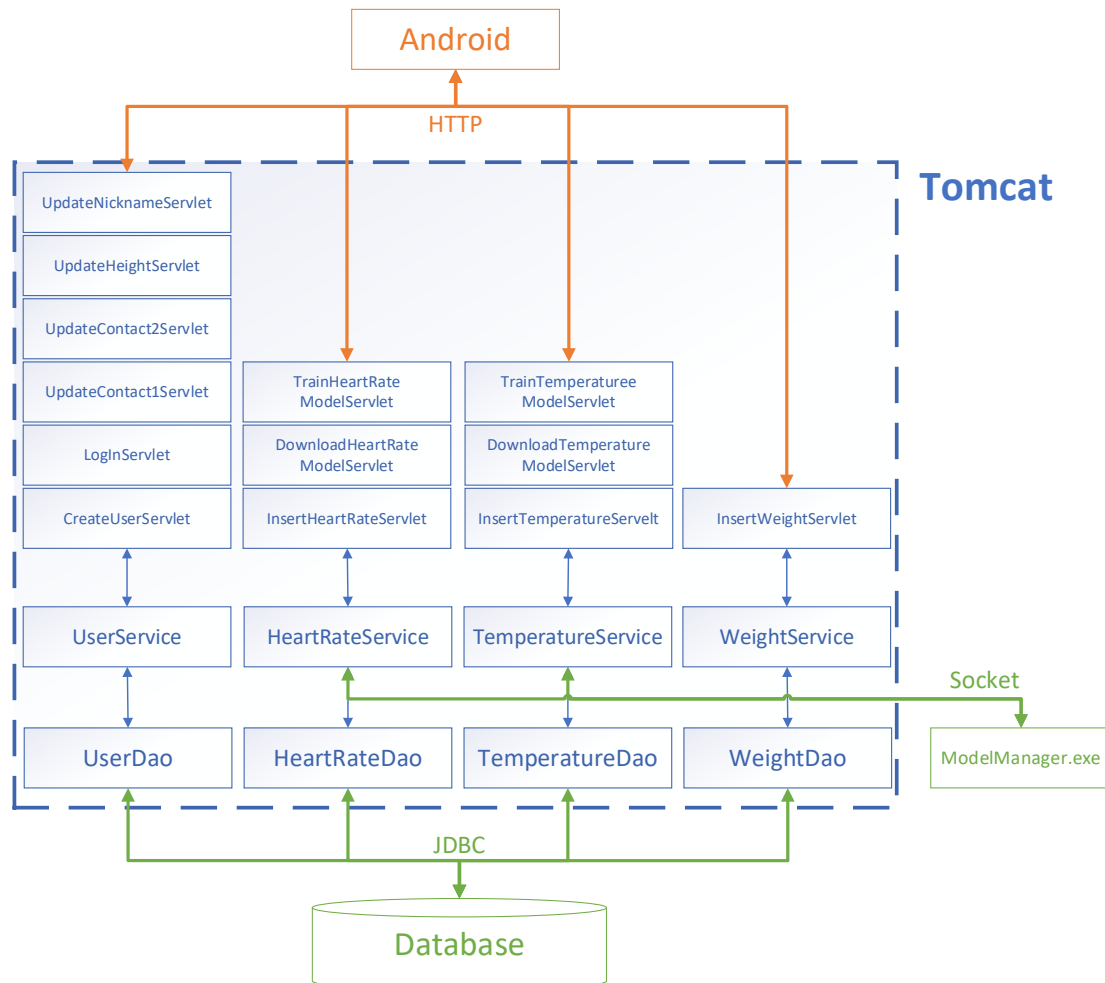 Android
HTTP
Tomcat
UpdateNicknameServlet
UpdateHeightServlet
UpdateContact2Servlet
UpdateContact1Servlet
TrainHeartRate
ModelServlet
TrainTemperaturee
ModelServlet
LogInServlet
DownloadHeartRate
ModelServlet
DownloadTemperature
ModelServlet
CreateUserServlet
InsertHeartRateServlet
InsertTemperatureServelt
InsertWeightServlet
UserService
HeartRateService
TemperatureService
WeightService
Socket
UserDao
HeartRateDao
TemperatureDao
WeightDao
ModelManager.exe
JDBC
Database